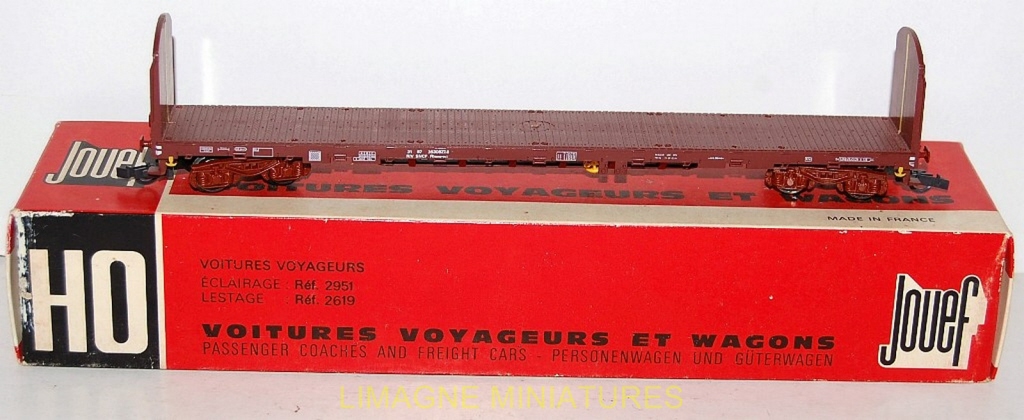 Jouef
VOITURES VOYAGEURS ET WAGONS
MADE IN FRANCE
HO
VOITURES VOYAGEURS
ÉCLAIRAGE : Réf. 2951
LESTAGE : Réf. 2619
Jouef
VOITURES VOYAGEURS ET WAGONS
PASSENGER COACHES AND FREIGHT CARS - PERSONENWAGEN UND GÜTERWAGEN
LIMAGNE MINIATURES